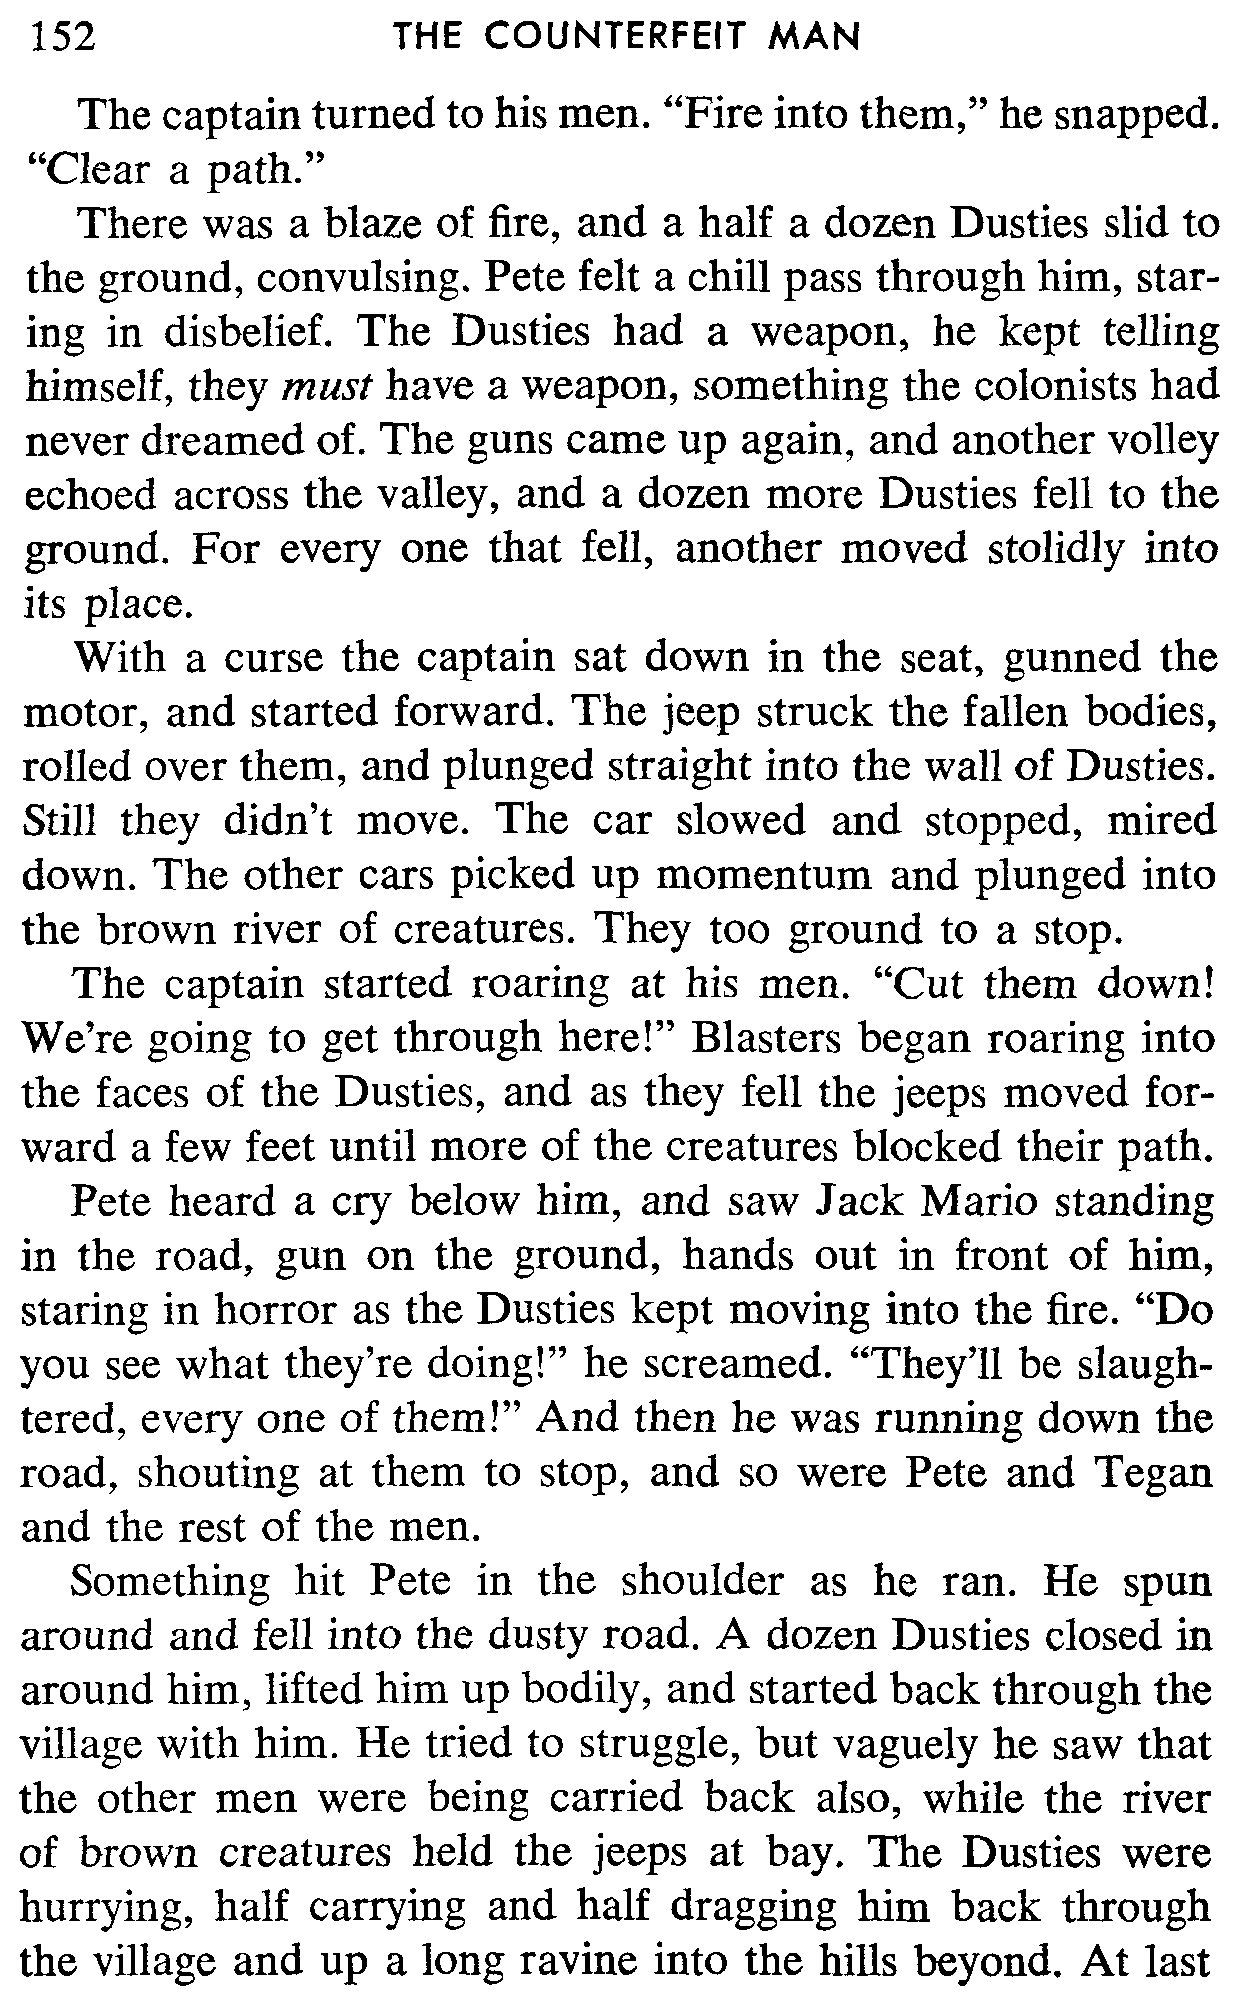 152 THE COUNTERFEIT MAN
The captain turned to his men. “Fire into them,” he snapped.
“Clear a path.”
There was a blaze of fire, and a half a dozen Dusties slid to
the ground, convulsing. Pete felt a chill pass through him, star-
ing in disbelief. The Dusties had a weapon, he kept telling
himself, they must have a weapon, something the colonists had
never dreamed of. The guns came up again, and another volley
echoed across the valley, and a dozen more Dusties fell to the
ground. For every one that fell, another moved stolidly into
its place.
With a curse the captain sat down in the seat, gunned the
motor, and started forward. The jeep struck the fallen bodies,
rolled over them, and plunged straight into the wall of Dusties.
Still they didn’t move. The car slowed and stopped, mired
down. The other cars picked up momentum and plunged into
the brown river of creatures. They too ground to a stop.
The captain started roaring at his men. “Cut them down!
We’re going to get through here!” Blasters began roaring into
the faces of the Dusties, and as they fell the jeeps moved for-
ward a few feet until more of the creatures blocked their path.
Pete heard a cry below him, and saw Jack Mario standing
in the road, gun on the ground, hands out in front of him,
staring in horror as the Dusties kept moving into the fire. “Do
you see what they’re doing!” he screamed. “They’ll be slaugh-
tered, every one of them!” And then he was running down the
road, shouting at them to stop, and so were Pete and Tegan
and the rest of the men.
Something hit Pete in the shoulder as he ran. He spun
around and fell into the dusty road. A dozen Dusties closed in
around him, lifted him up bodily, and started back through the
village with him. He tried to struggle, but vaguely he saw that
the other men were being carried back also, while the river
of brown creatures held the jeeps at bay. The Dusties were
hurrying, half carrying and half dragging him back through
the village and up a long ravine into the hills beyond. At last